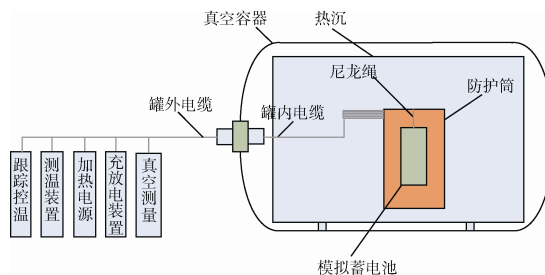 真空容器
热沉
尼龙绳
防护筒
罐外电缆
罐内电缆
跟踪控温
测温装置
加热电源
充放电装置
真空测量
模拟蓄电池